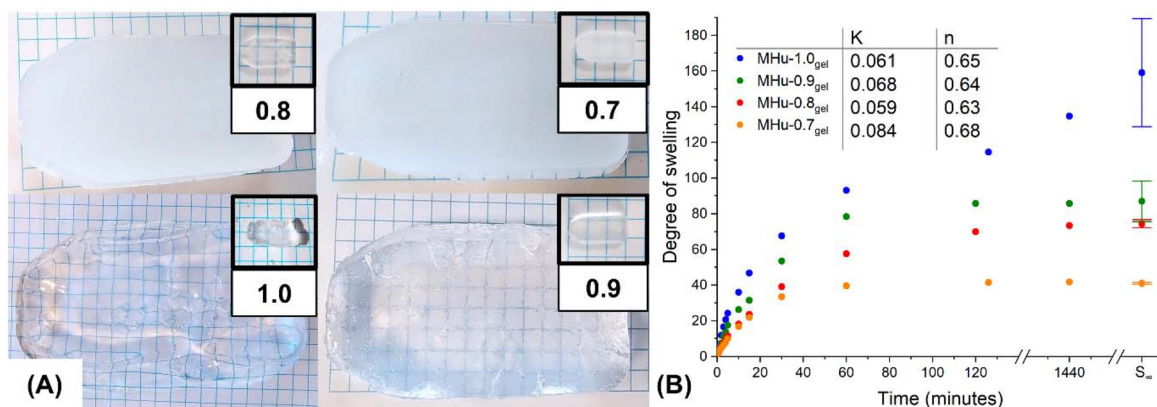 0.8
0.7
1.0
0.9
(A)
Degree of swelling
180
160
140
120
100
80
60
40
20
0
K n
MHu-1.0gel 0.061 0.65
MHu-0.9gel 0.068 0.64
MHu-0.8gel 0.059 0.63
MHu-0.7gel 0.084 0.68
0 20 40 60 80 100 120 1440 S∞
Time (minutes)
(B)